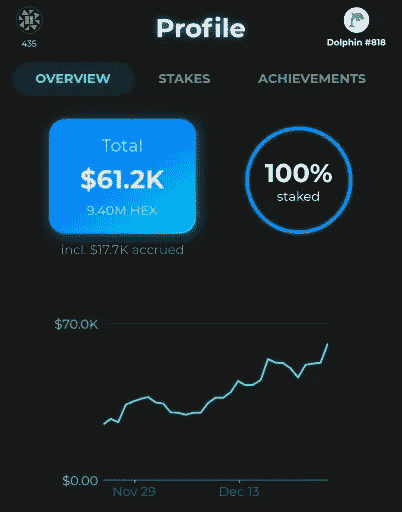 Profile
435
Dolphin #818
OVERVIEW STAKES ACHIEVEMENTS
Total
$61.2K
9.40M HEX
incl. $17.7K accrued
100%
staked
$70.0K
$0.00
Nov 29 Dec 13